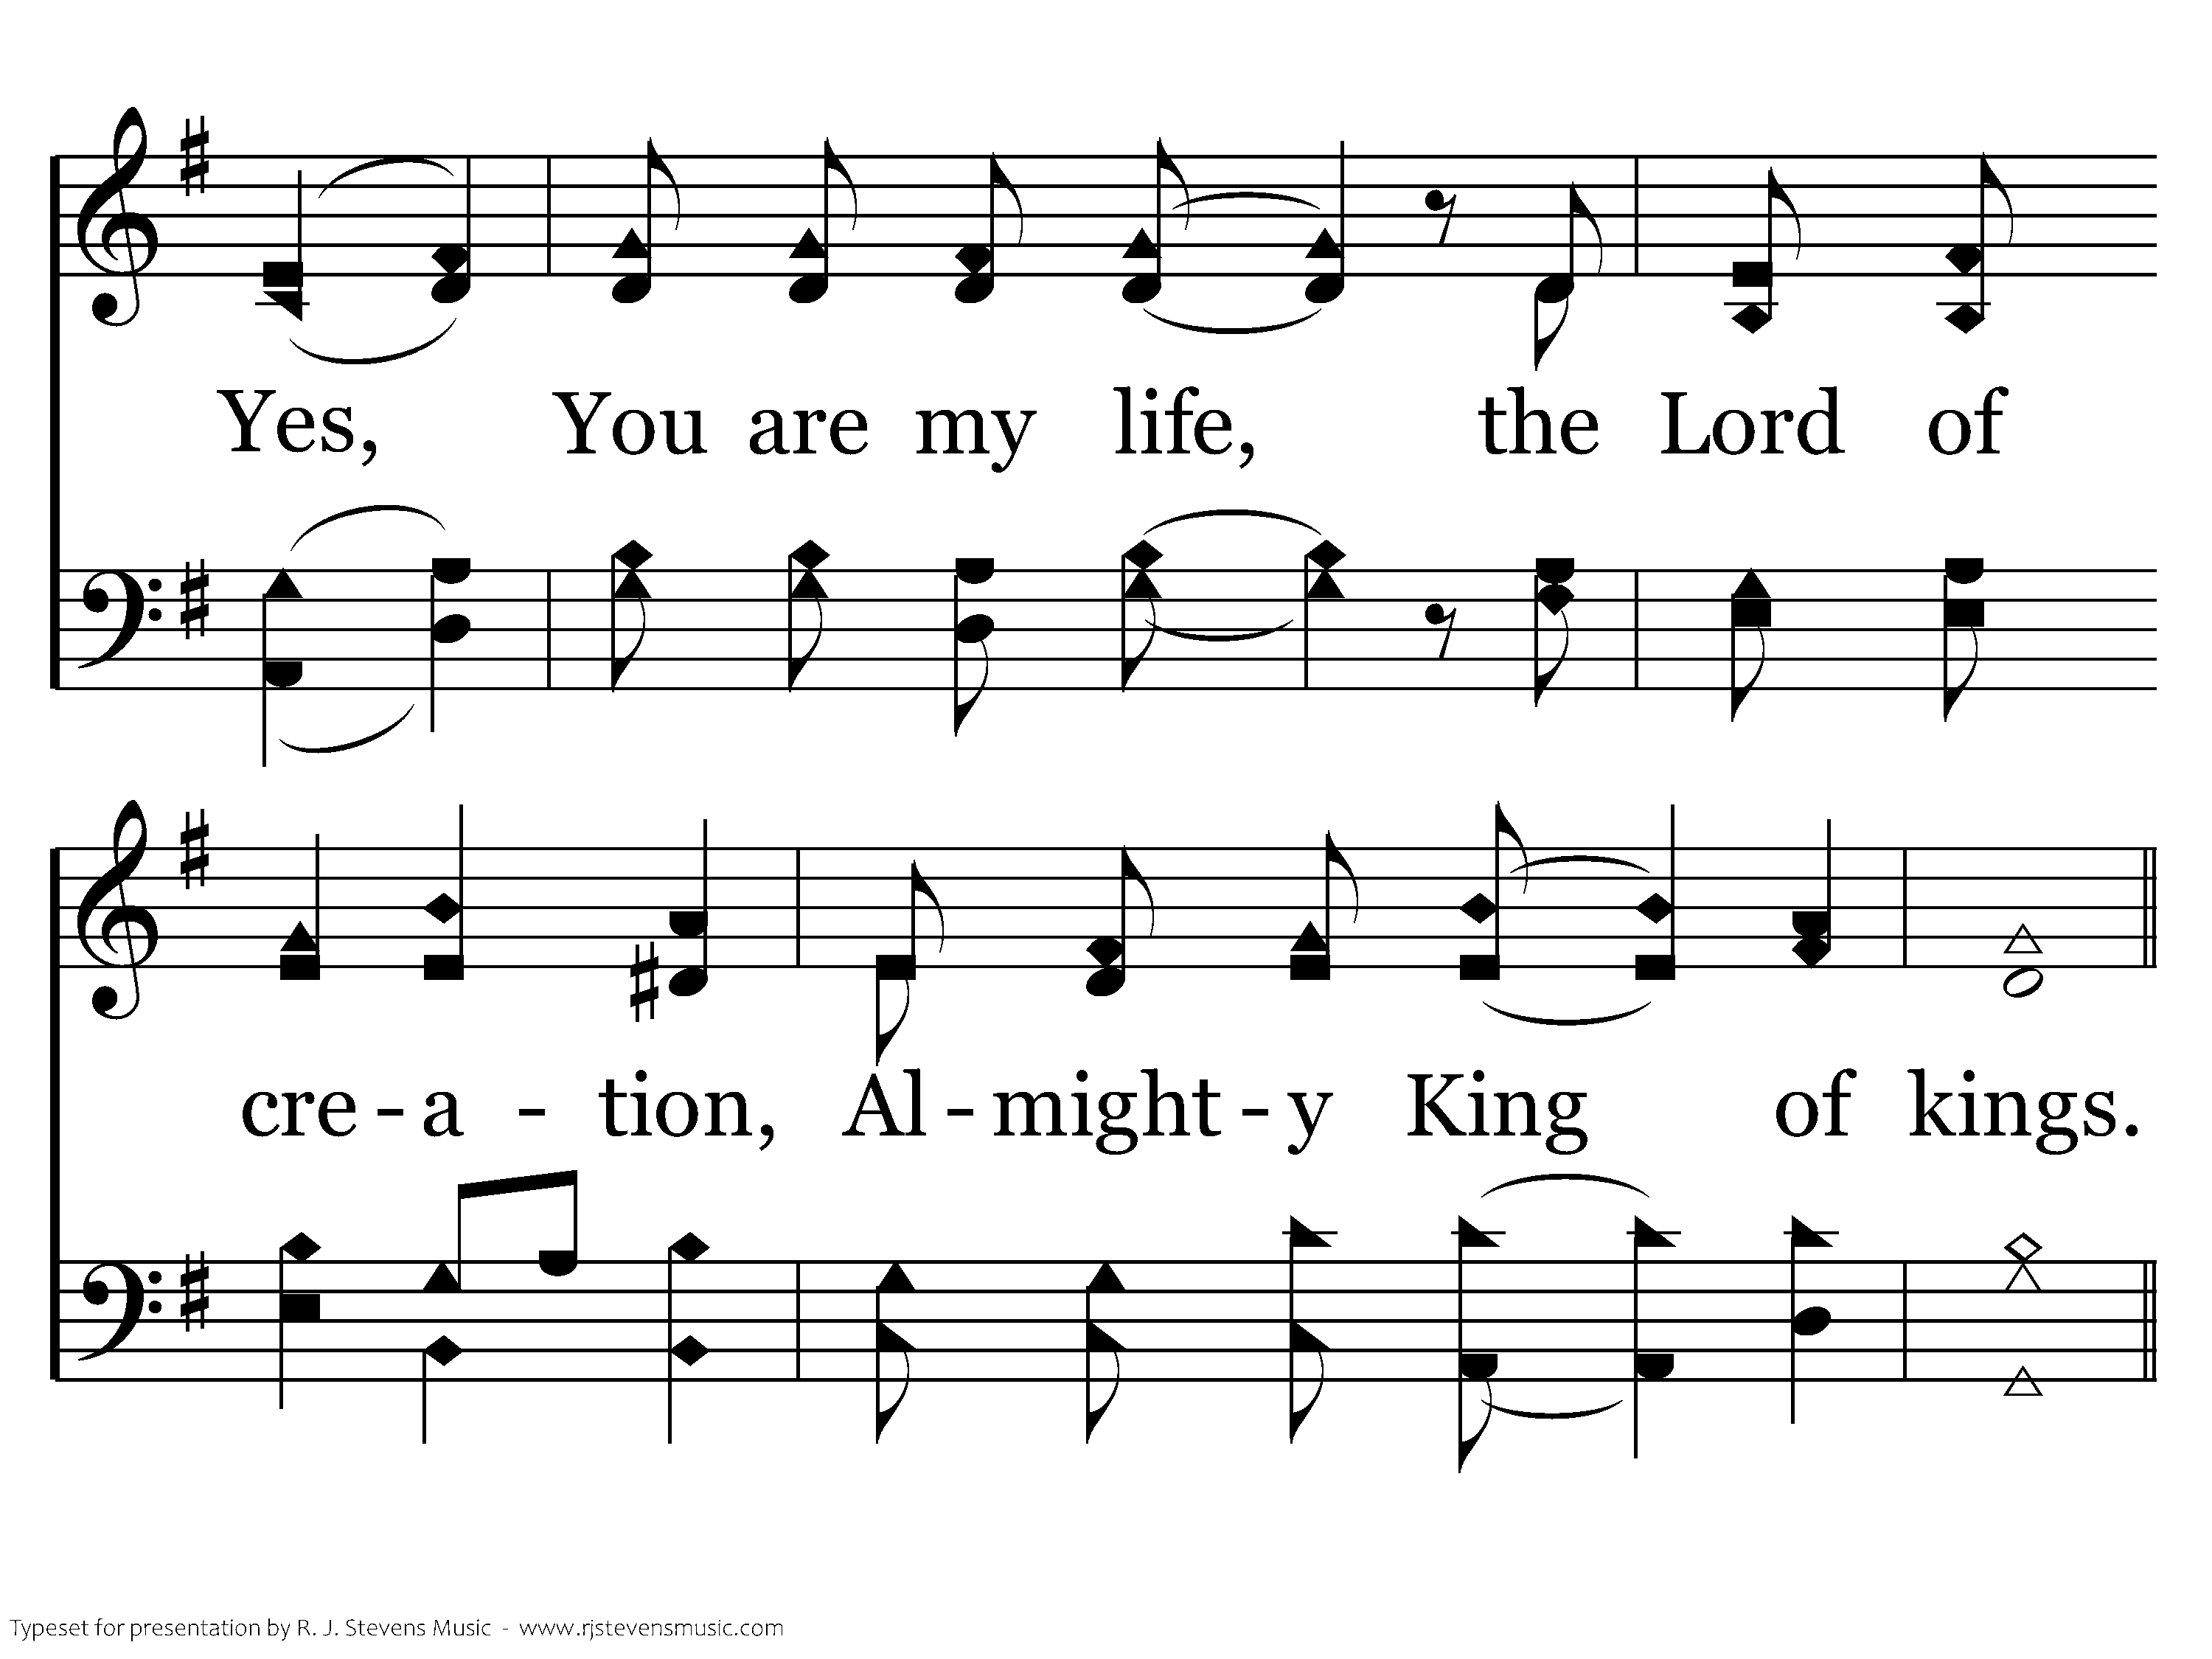 Yes, You are my life, the Lord of
cre - a - tion, Al - might - y King of kings.
Typeset for presentation by R. J. Stevens Music - www.rjstevensmusic.com